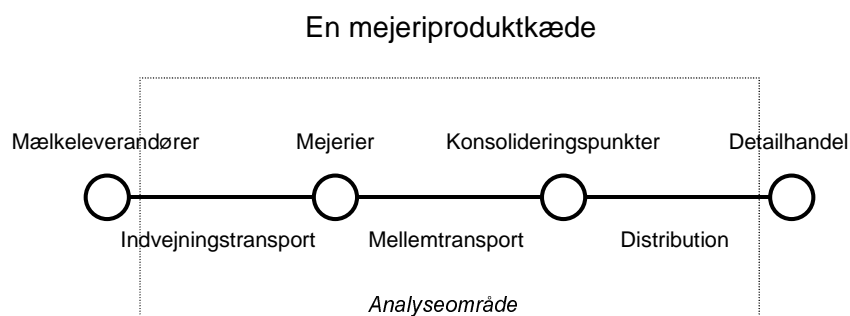 En mejeriproduktkæde
Mælkeleverandører Mejerier Konsolideringspunkter Detailhandel
Indvejningstransport Mellemtransport Distribution
Analyseområde